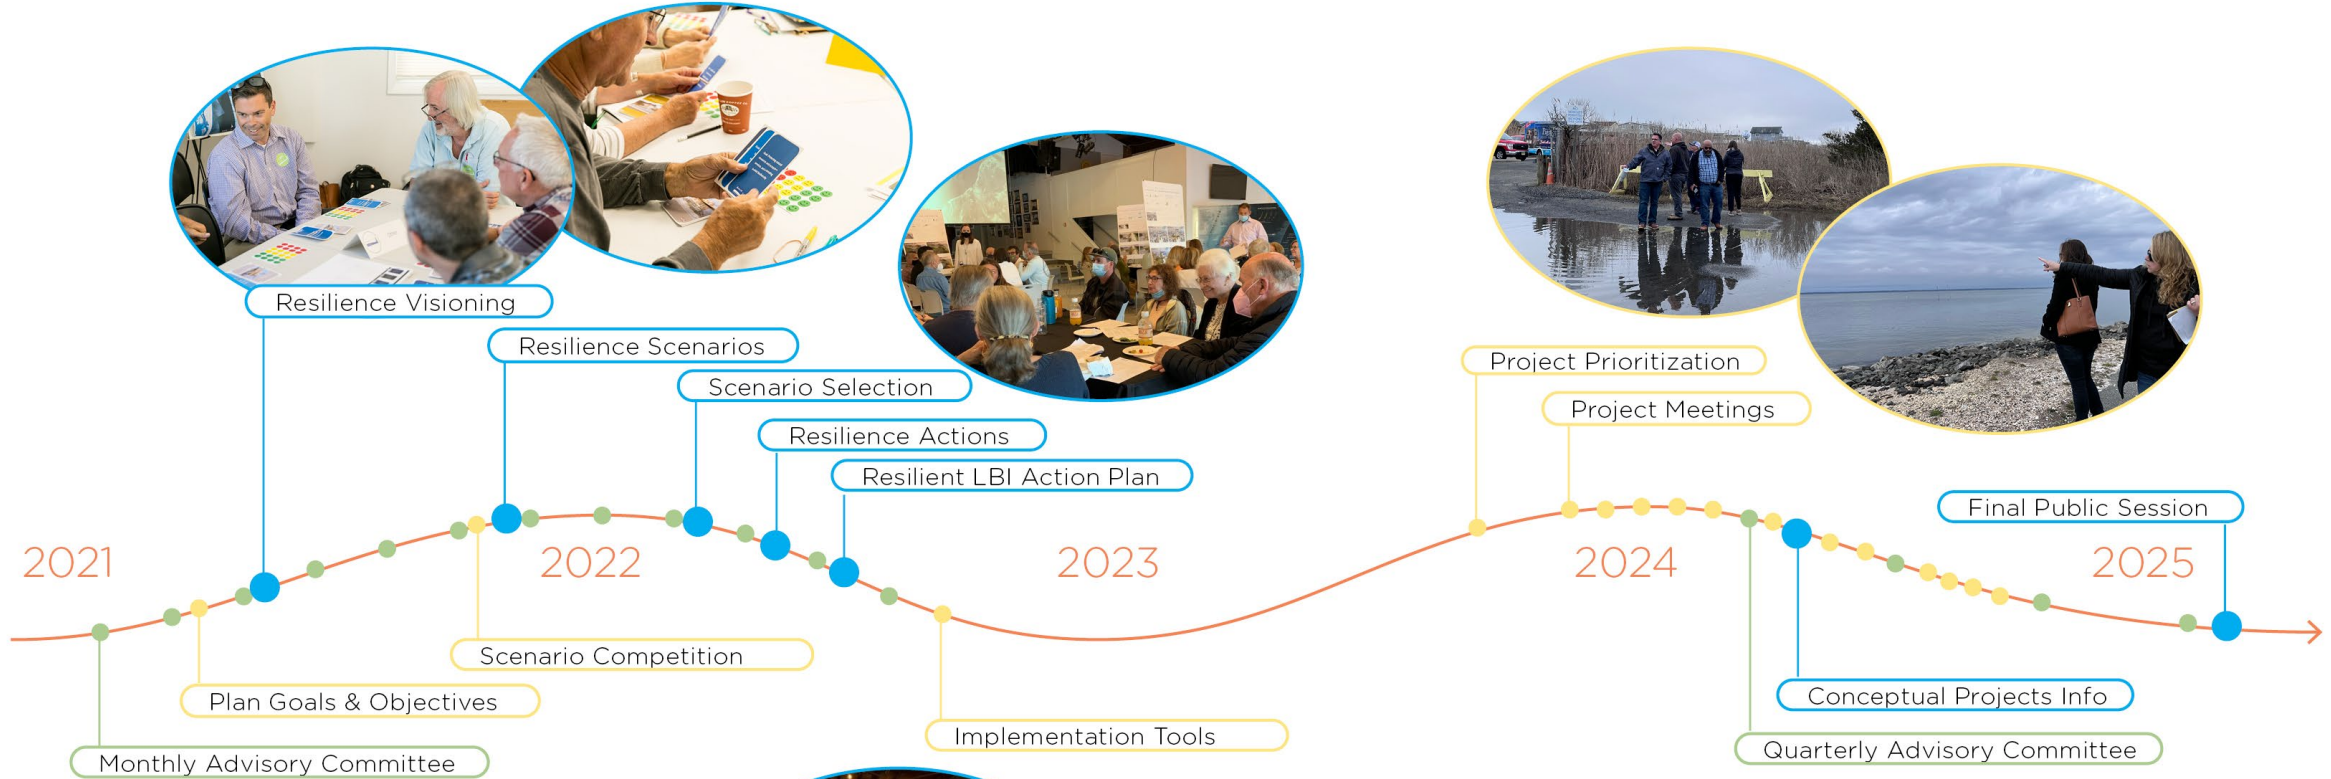 Resilience Visioning
Resilience Scenarios
Scenario Selection
Resilience Actions
Resilient LBI Action Plan
Project Prioritization
Project Meetings
Final Public Session
2021
2022
2023
2024
2025
Scenario Competition
Plan Goals & Objectives
Monthly Advisory Committee
Implementation Tools
Conceptual Projects Info
Quarterly Advisory Committee